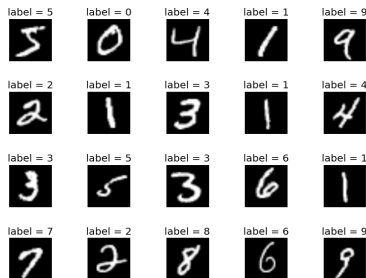 label = 5 label = 0 label = 4 label = 1 label = 9
5 0 4 1 9
label = 2 label = 1 label = 3 label = 1 label = 4
2 1 3 1 4
label = 3 label = 5 label = 3 label = 6 label = 1
3 5 3 6 1
label = 7 label = 2 label = 8 label = 6 label = 9
7 2 8 6 9